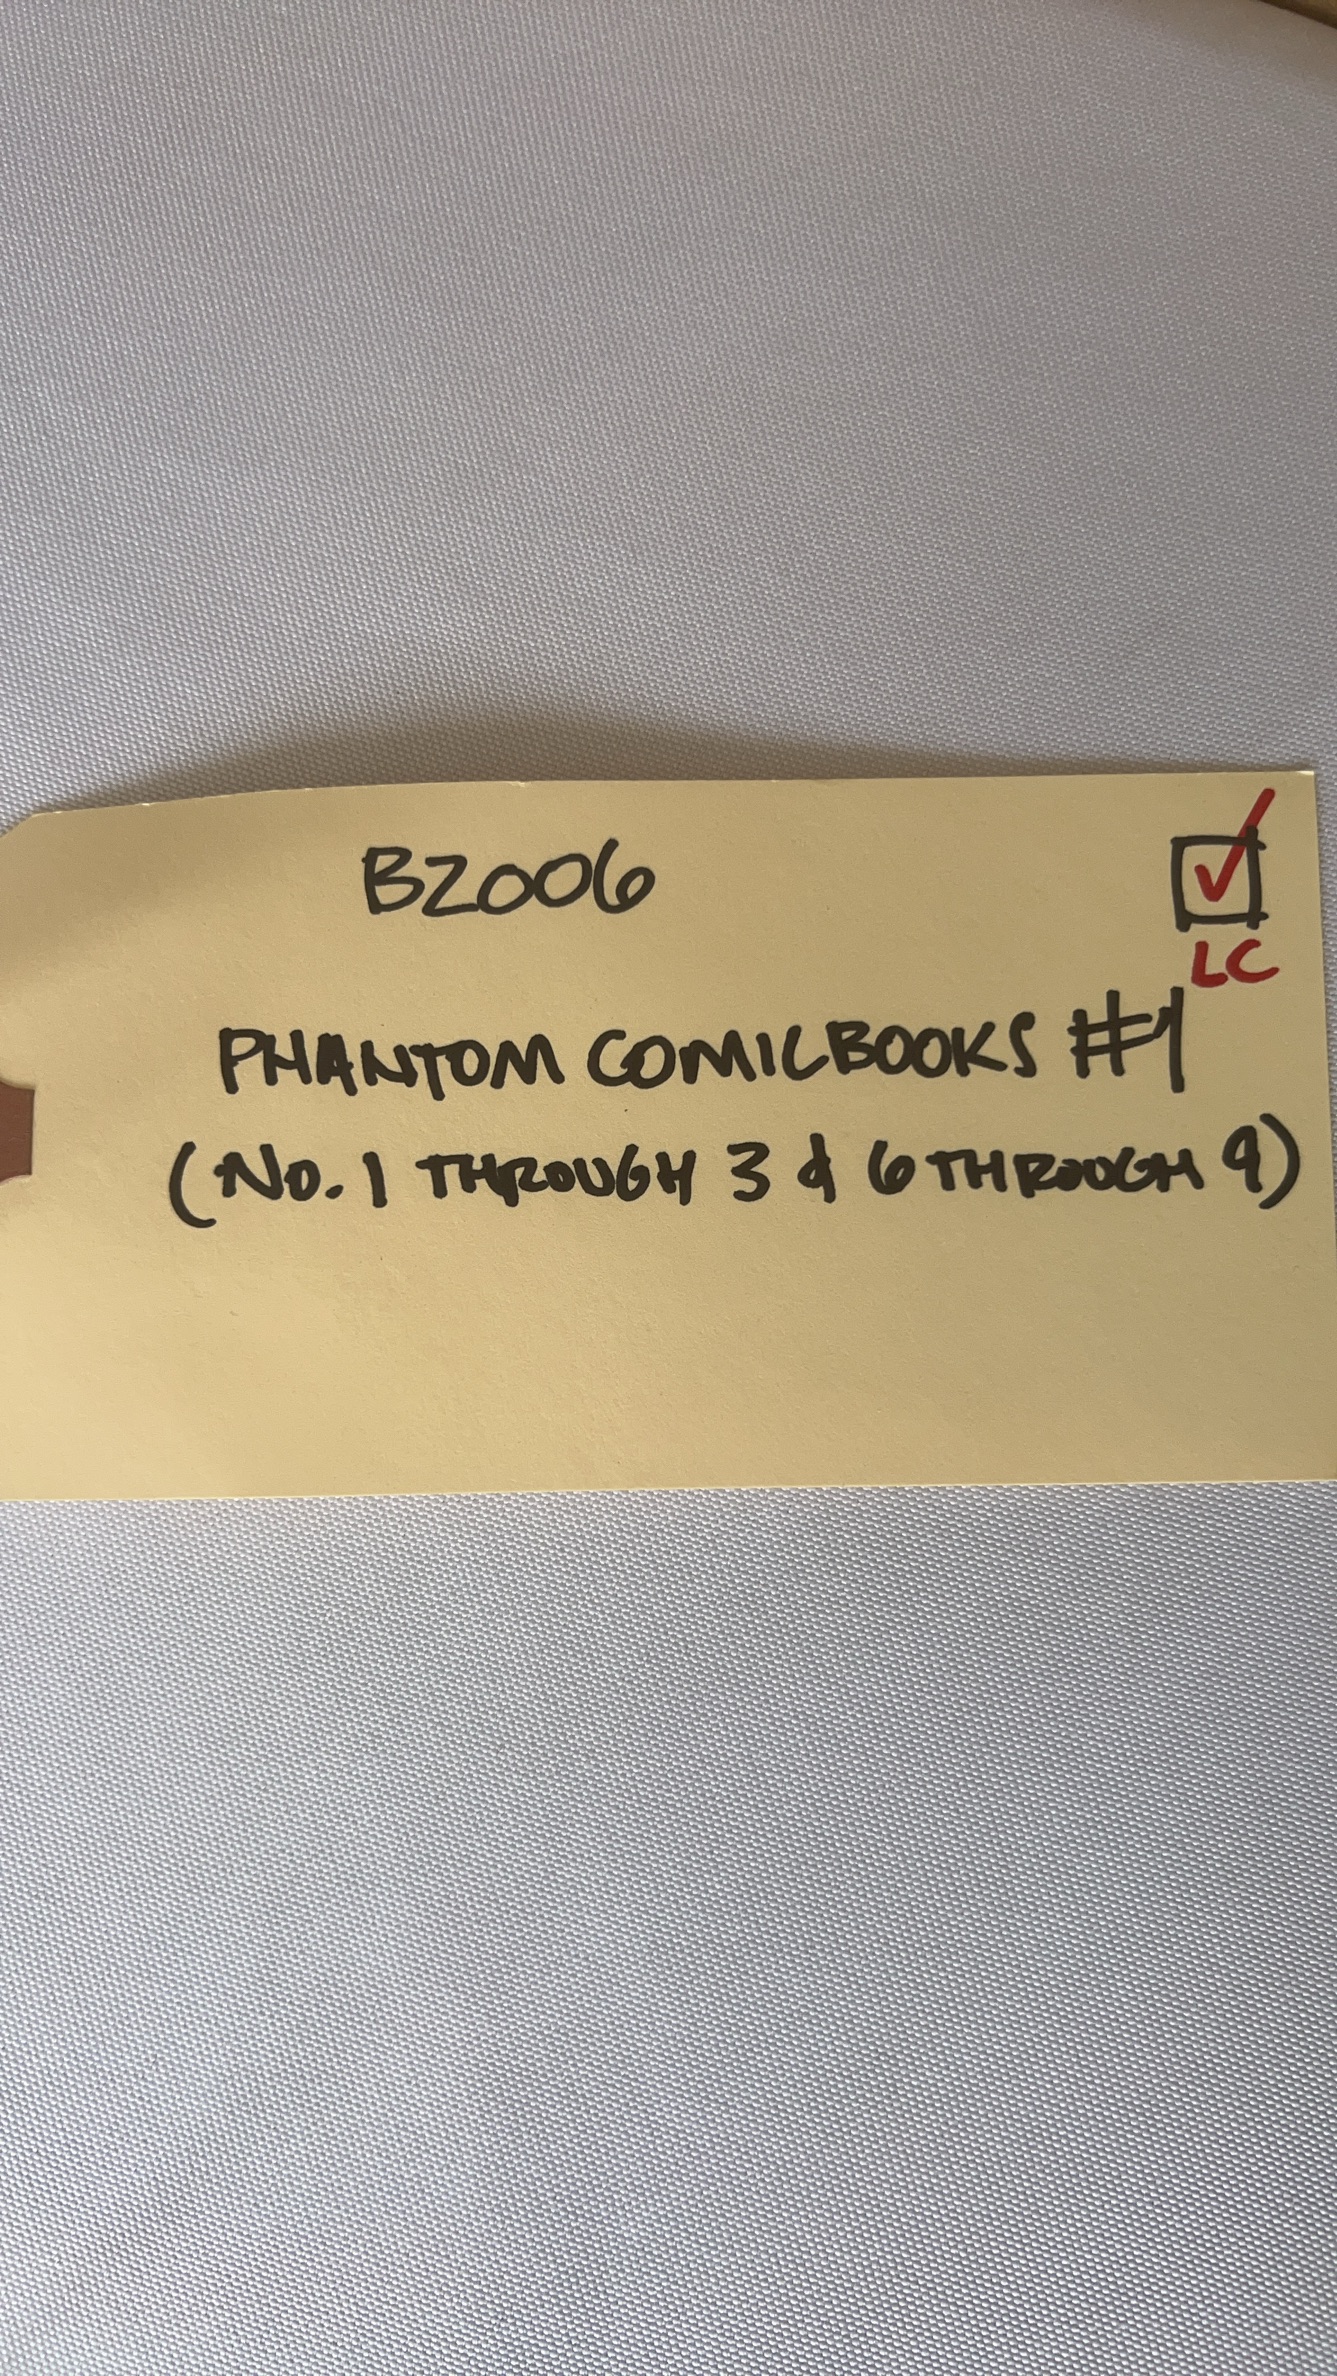 BZ006
LC
PHANTOM COMICBOOKS #1
(NO. 1 THROUGH 3 & 6 THROUGH 9)